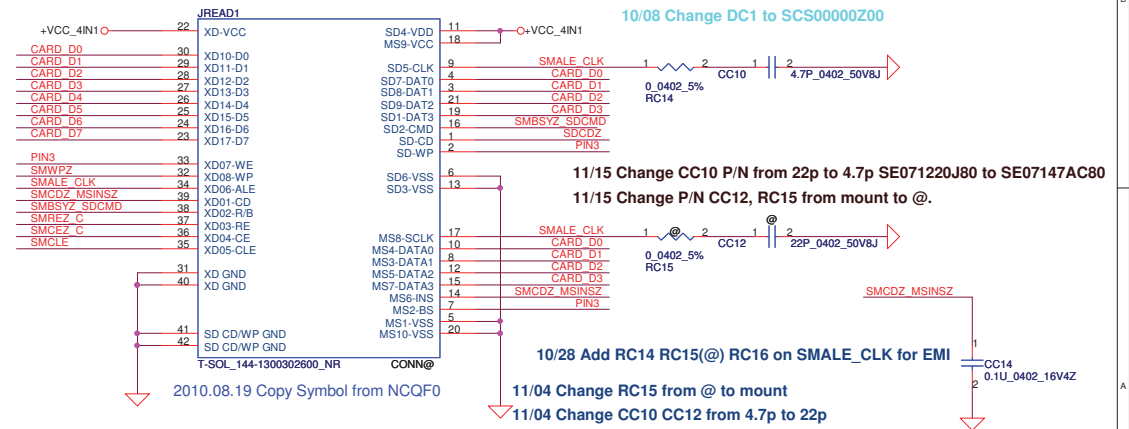 JREAD1
10/08 Change DC1 to SCS00000Z00
+VCC_4IN1 22 XD-VCC
SD4-VDD 11 +VCC_4IN1
MS9-VCC 18
CARD_D0 30 XD10-D0
CARD_D1 29 XD11-D1
CARD_D2 28 XD12-D2
CARD_D3 27 XD13-D3
CARD_D4 26 XD14-D4
CARD_D5 25 XD15-D5
CARD_D6 24 XD16-D6
CARD_D7 23 XD17-D7
SD5-CLK 9 SMALE_CLK
SD7-DAT0 4 CARD_D0
SD8-DAT1 3 CARD_D1
SD9-DAT2 21 CARD_D2
SD1-DAT3 19 CARD_D3
SD2-CMD 16 SMBSYZ_SDCMD
SD-CD 1 SDCDZ
SD-WP 2 PIN3
1 2 1 2
0_0402_5%
RC14
CC10 4.7P_0402_50V8J
PIN3 33 XD07-WE
SMWPZ 32 XD08-WP
SMALE_CLK 34 XD06-ALE
SMCDZ_MSINSZ 39 XD01-CD
SMBSYZ_SDCMD 38 XD02-R/B
SMREZ_C 37 XD03-RE
SMCEZ_C 36 XD04-CE
SMCLE 35 XD05-CLE
SD6-VSS 6
SD3-VSS 13
11/15 Change CC10 P/N from 22p to 4.7p SE071220J80 to SE07147AC80
11/15 Change P/N CC12, RC15 from mount to @.
MS8-SCLK 17 SMALE_CLK
MS4-DATA0 10 CARD_D0
MS3-DATA1 8 CARD_D1
MS5-DATA2 12 CARD_D2
MS7-DATA3 15 CARD_D3
MS6-INS 14 SMCDZ_MSINSZ
MS2-BS 7 PIN3
MS1-VSS 5
MS10-VSS 20
1 @ 2 1 @ 2
0_0402_5%
RC15
CC12 22P_0402_50V8J
31 XD GND
40 XD GND
41 SD CD/WP GND
42 SD CD/WP GND
T-SOL_144-1300302600_NR CONN@
SMCDZ_MSINSZ
1
CC14
0.1U_0402_16V4Z
2
10/28 Add RC14 RC15(@) RC16 on SMALE_CLK for EMI
2010.08.19 Copy Symbol from NCQF0
11/04 Change RC15 from @ to mount
11/04 Change CC10 CC12 from 4.7p to 22p
A